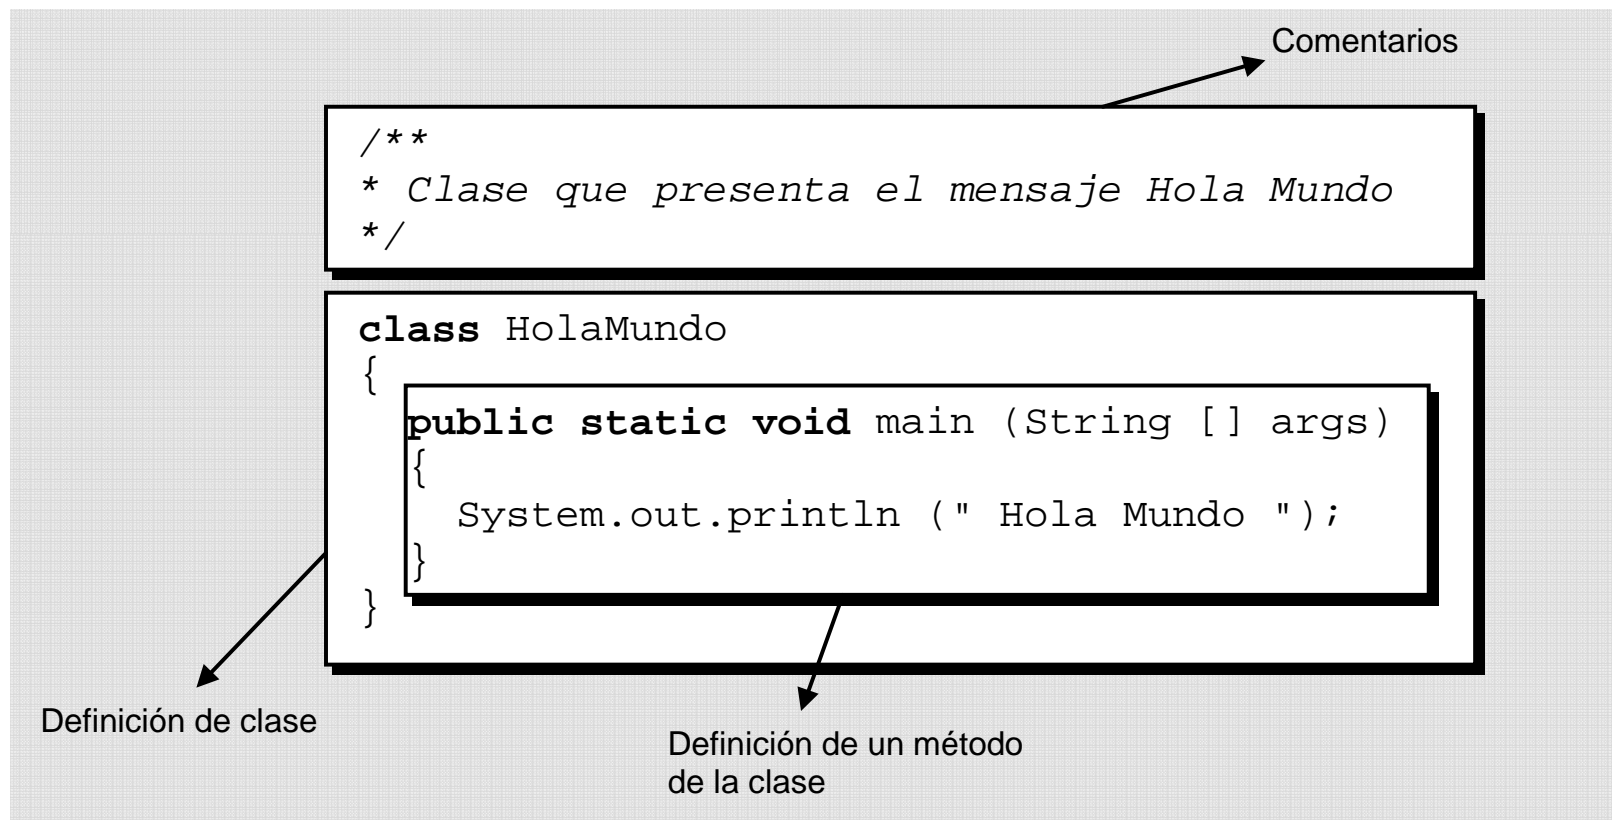 Comentarios
/**
* Clase que presenta el mensaje Hola Mundo
*/
class HolaMundo
{
public static void main (String [] args)
{
System.out.println (" Hola Mundo ");
}
}
Definición de clase
Definición de un método
de la clase